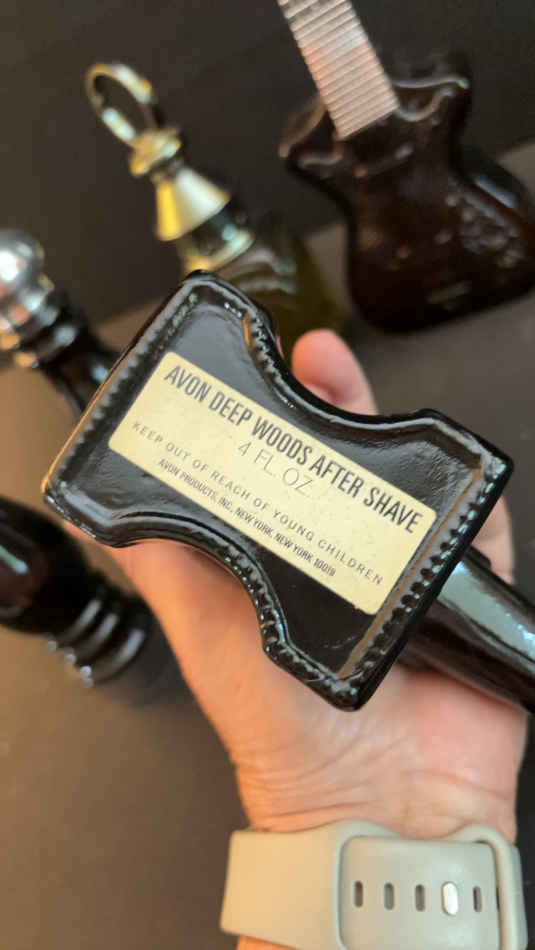 AVON DEEP WOODS AFTER SHAVE
4 FL. OZ.
KEEP OUT OF REACH OF YOUNG CHILDREN
AVON PRODUCTS, INC., NEW YORK, NEW YORK 10019